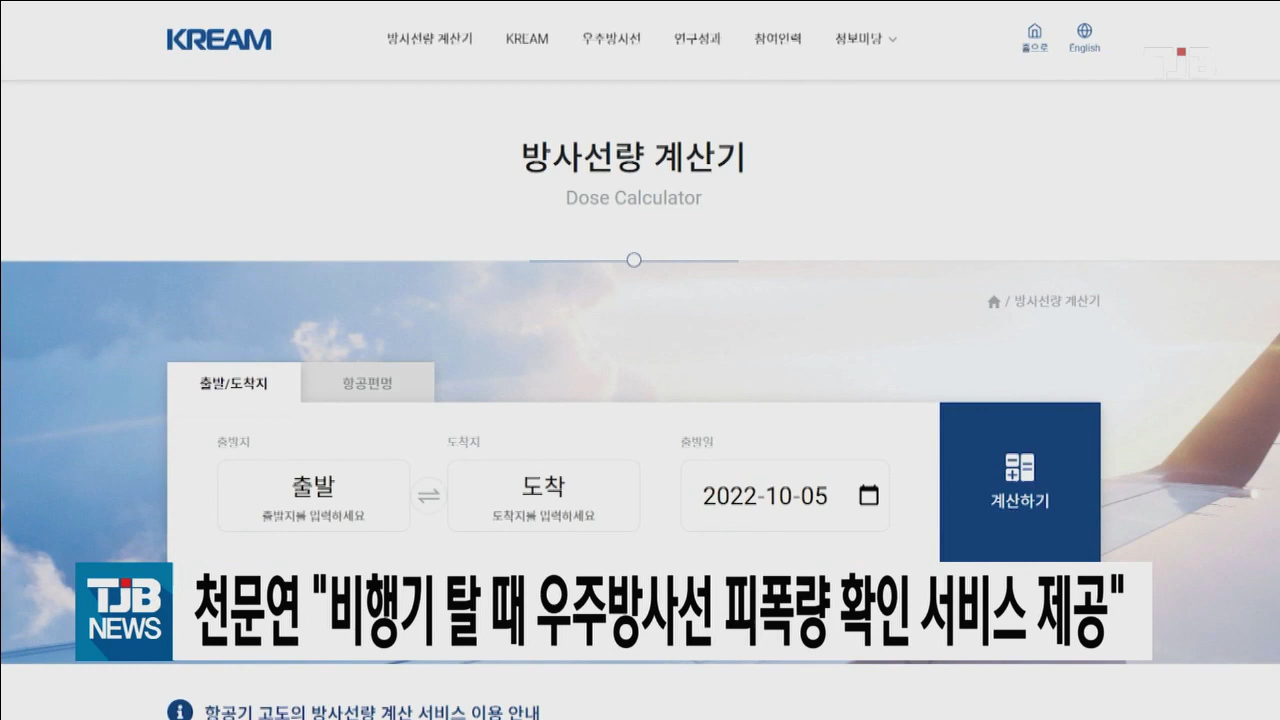 KREAM
방사선량 계산기 KREAM 우주방사선 연구성과 참여인력 정보마당
홈으로 English
TJB
방사선량 계산기
Dose Calculator
/ 방사선량 계산기
출발/도착지 항공편명
출발지 도착지 출발일
출발 도착 2022-10-05
출발지를 입력하세요 도착지를 입력하세요
계산하기
TJB NEWS
천문연 "비행기 탈 때 우주방사선 피폭량 확인 서비스 제공"
항공기 고도의 방사선량 계산 서비스 이용 안내